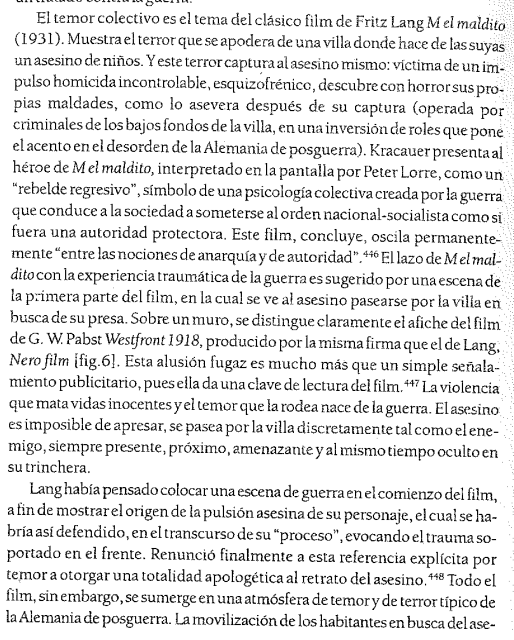 El temor colectivo es el tema del clásico film de Fritz Lang M el maldito
(1931). Muestra el terror que se apodera de una villa donde hace de las suyas
un asesino de niños. Y este terror captura al asesino mismo: víctima de un im-
pulso homicida incontrolable, esquizofrénico, descubre con horror sus pro-
pias maldades, como lo asevera después de su captura (operada por
criminales de los bajos fondos de la villa, en una inversión de roles que pone
el acento en el desorden de la Alemania de posguerra). Kracauer presenta al
héroe de M el maldito, interpretado en la pantalla por Peter Lorre, como un
“rebelde regresivo”, símbolo de una psicología colectiva creada por la guerra
que conduce a la sociedad a someterse al orden nacional-socialista como si
fuera una autoridad protectora. Este film, concluye, oscila permanente-
mente “entre las nociones de anarquía y de autoridad”.⁴⁴⁶ El lazo de M el mal-
dito con la experiencia traumática de la guerra es sugerido por una escena de
la primera parte del film, en la cual se ve al asesino pasearse por la villa en
busca de su presa. Sobre un muro, se distingue claramente el afiche del film
de G. W. Pabst Westfront 1918, producido por la misma firma que el de Lang,
Nero film [fig.6]. Esta alusión fugaz es mucho más que un simple señala-
miento publicitario, pues ella da una clave de lectura del film.⁴⁴⁷ La violencia
que mata vidas inocentes y el temor que la rodea nace de la guerra. El asesino
es imposible de apresar, se pasea por la villa discretamente tal como el ene-
migo, siempre presente, próximo, amenazante y al mismo tiempo oculto en
su trinchera.
Lang había pensado colocar una escena de guerra en el comienzo del film,
a fin de mostrar el origen de la pulsión asesina de su personaje, el cual se ha-
bría así defendido, en el transcurso de su “proceso”, evocando el trauma so-
portado en el frente. Renunció finalmente a esta referencia explícita por
temor a otorgar una totalidad apologética al retrato del asesino.⁴⁴⁸ Todo el
film, sin embargo, se sumerge en una atmósfera de temor y de terror típico de
la Alemania de posguerra. La movilización de los habitantes en busca del ase-